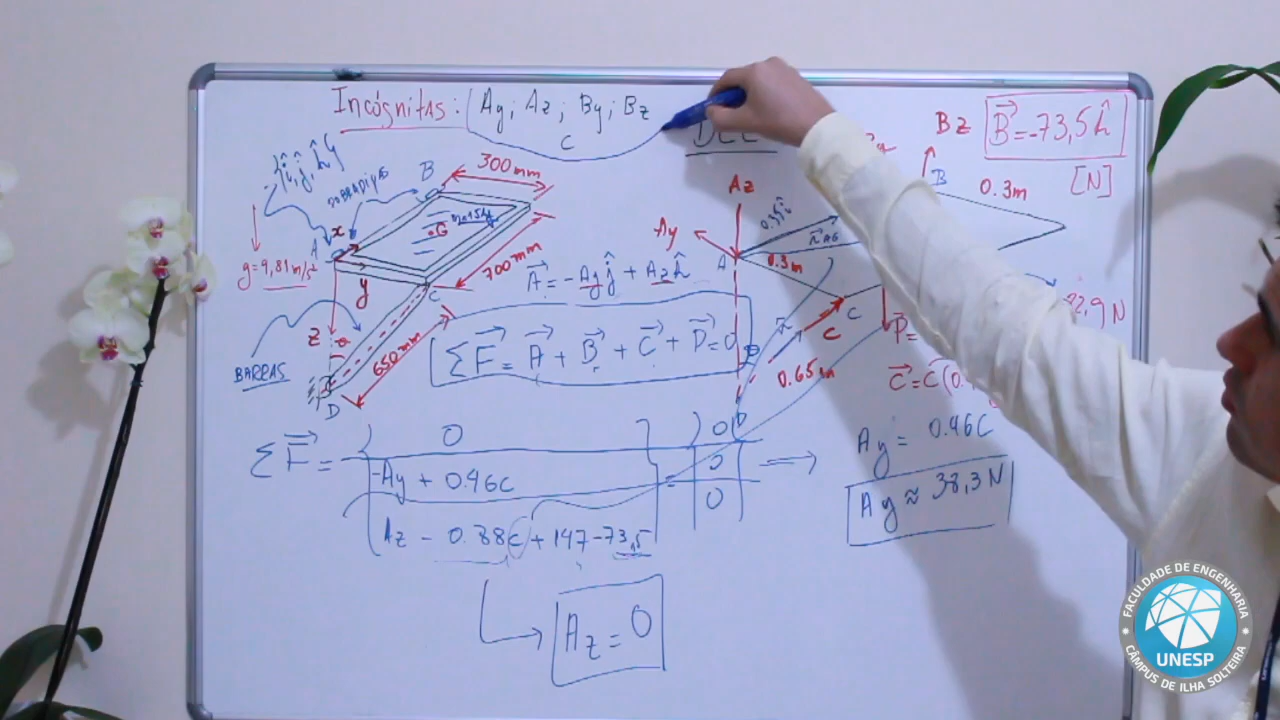 Incógnitas: Ay; Az; By; Bz
C
DCL
{î, ĵ, k̂}
DOBRADIÇAS
B
300 mm
G
m=15kg
A
x
y
z
g=9,81 m/s²
700 mm
C
650 mm
BARRAS
D
A = -Ay ĵ + Az k̂
Σ F = A + B + C + P = 0
Bz
B = -73,5 k̂
[N]
Az
Ay
0.35 î
r AG
B
0.3m
A
0.3m
C
C
0.65m
D
P=
C = C(0.
Σ F =
0
0
-Ay + 0.46C
0
Az - 0.88C + 147 - 73,5
0
Ay = 0.46C
Ay ≈ 38,3 N
Az = 0
FACULDADE DE ENGENHARIA
UNESP
CÂMPUS DE ILHA SOLTEIRA